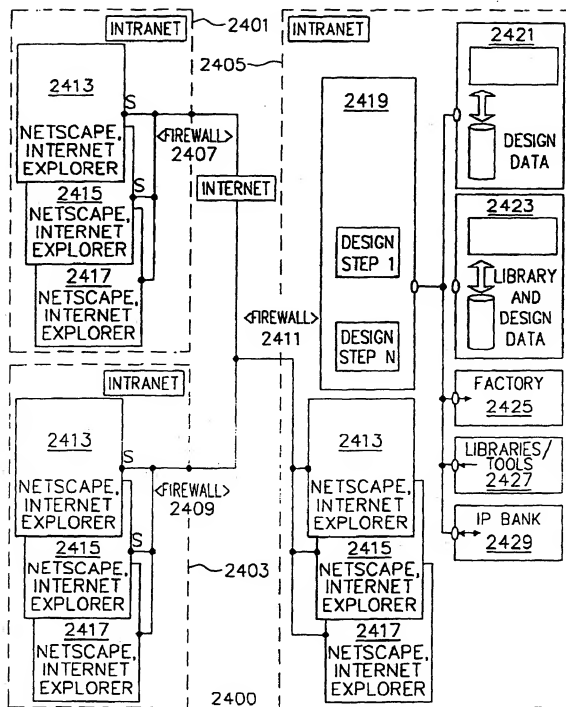 INTRANET
2401
2413
S
NETSCAPE,
INTERNET
EXPLORER
2415
S
NETSCAPE,
INTERNET
EXPLORER
2417
NETSCAPE,
INTERNET
EXPLORER
<FIREWALL>
2407
INTERNET
INTRANET
2405
2419
DESIGN
STEP 1
DESIGN
STEP N
<FIREWALL>
2411
2421
DESIGN
DATA
2423
LIBRARY
AND
DESIGN
DATA
FACTORY
2425
LIBRARIES/
TOOLS
2427
IP BANK
2429
INTRANET
2413
S
NETSCAPE,
INTERNET
EXPLORER
2415
S
NETSCAPE,
INTERNET
EXPLORER
2417
NETSCAPE,
INTERNET
EXPLORER
<FIREWALL>
2409
2403
2413
NETSCAPE,
INTERNET
EXPLORER
2415
NETSCAPE,
INTERNET
EXPLORER
2417
NETSCAPE,
INTERNET
EXPLORER
2400